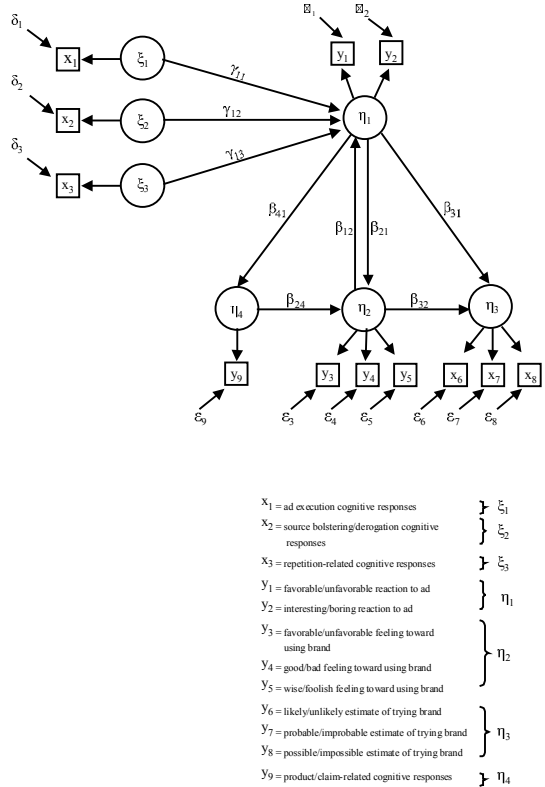 δ1
x1
ξ1
δ2
x2
ξ2
δ3
x3
ξ3
γ11
γ12
γ13
□1
□2
y1
y2
η1
β41
β12
β21
β31
η4
β24
η2
β32
η3
y9
y3
y4
y5
x6
x7
x8
ε9
ε3
ε4
ε5
ε6
ε7
ε8
x1 = ad execution cognitive responses } ξ1
x2 = source bolstering/derogation cognitive
responses } ξ2
x3 = repetition-related cognitive responses } ξ3
y1 = favorable/unfavorable reaction to ad
y2 = interesting/boring reaction to ad } η1
y3 = favorable/unfavorable feeling toward
using brand
y4 = good/bad feeling toward using brand } η2
y5 = wise/foolish feeling toward using brand
y6 = likely/unlikely estimate of trying brand
y7 = probable/improbable estimate of trying brand } η3
y8 = possible/impossible estimate of trying brand
y9 = product/claim-related cognitive responses } η4